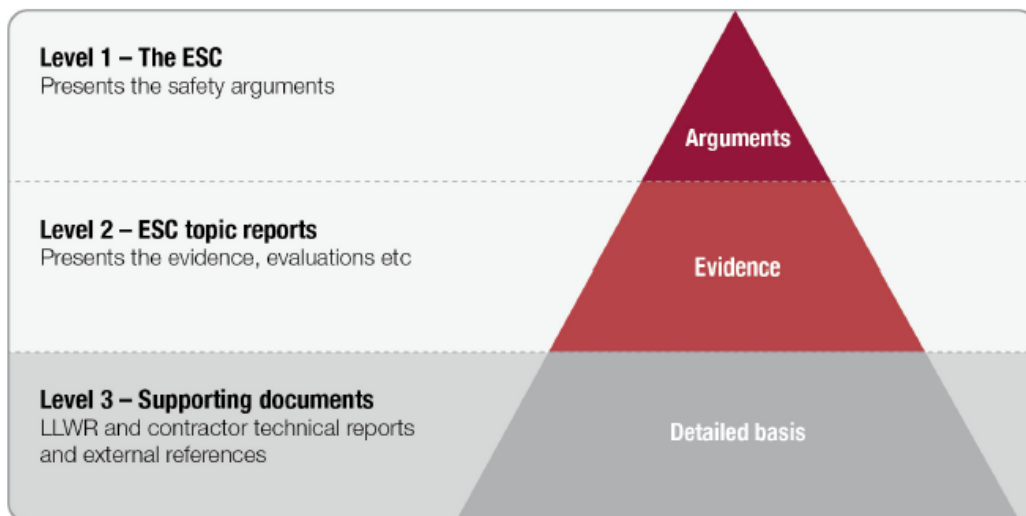 Level 1 – The ESC
Presents the safety arguments
Arguments
Level 2 – ESC topic reports
Presents the evidence, evaluations etc
Evidence
Level 3 – Supporting documents
LLWR and contractor technical reports
and external references
Detailed basis